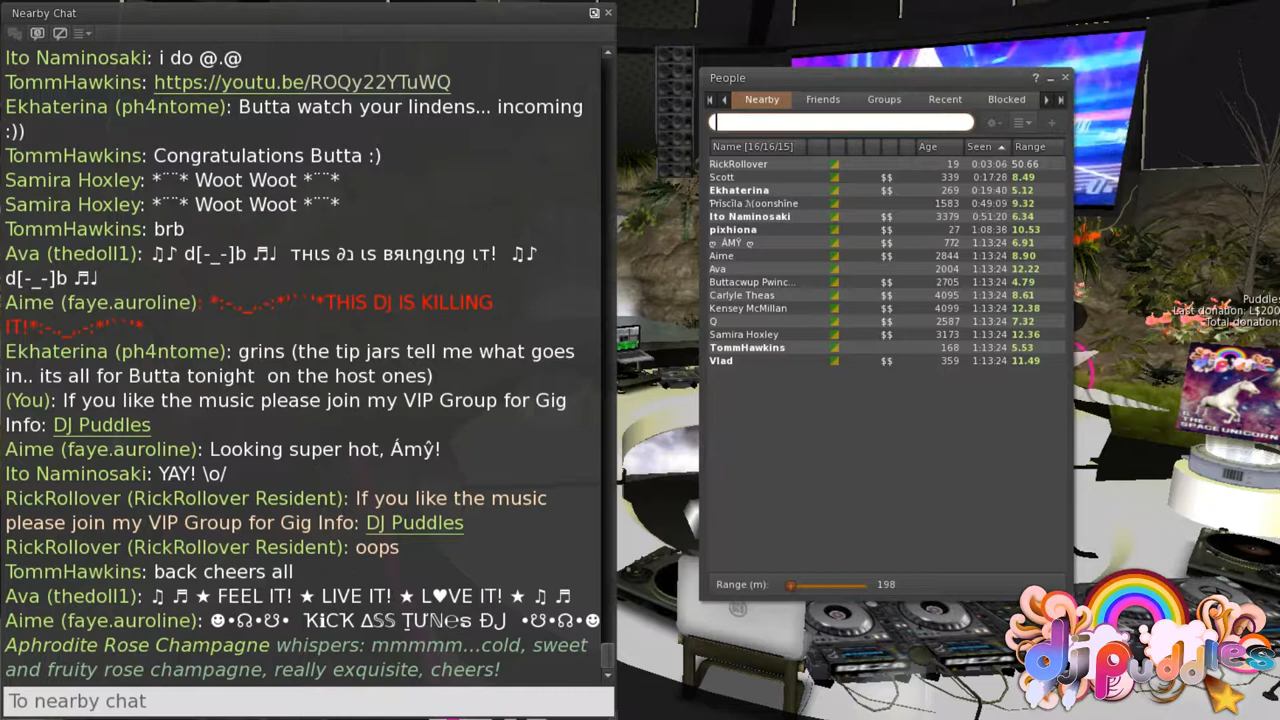 Nearby Chat
Ito Naminosaki: i do @.@
TommHawkins: https://youtu.be/ROQy22YTuWQ
Ekhaterina (ph4ntome): Butta watch your lindens... incoming
:))
TommHawkins: Congratulations Butta :)
Samira Hoxley: *¨¨* Woot Woot *¨¨*
Samira Hoxley: *¨¨* Woot Woot *¨¨*
TommHawkins: brb
Ava (thedoll1): ♫♪ d[-_-]b ♬♩ тнιѕ ∂נ ιѕ вяιηgιηg ιт! ♫♪
d[-_-]b ♬♩
Aime (faye.auroline): *:-.,_,.-:*'``'*THIS DJ IS KILLING
IT!*:-.,_,.-:*'``'*
Ekhaterina (ph4ntome): grins (the tip jars tell me what goes
in.. its all for Butta tonight  on the host ones)
(You): If you like the music please join my VIP Group for Gig
Info: DJ Puddles
Aime (faye.auroline): Looking super hot, Ámŷ!
Ito Naminosaki: YAY! \o/
RickRollover (RickRollover Resident): If you like the music
please join my VIP Group for Gig Info: DJ Puddles
RickRollover (RickRollover Resident): oops
TommHawkins: back cheers all
Ava (thedoll1): ♫ ♬ ★ FEEL IT! ★ LIVE IT! ★ L♥VE IT! ★ ♫ ♬
Aime (faye.auroline): ☻•☊•☋• ҠἰCҠ ᐃSS ƮƯℕ℮ƨ ĐJ •☋•☊•☻
Aphrodite Rose Champagne whispers: mmmmm...cold, sweet
and fruity rose champagne, really exquisite, cheers!
To nearby chat
People
Nearby Friends Groups Recent Blocked
Name [16/16/15] Age Seen Range
RickRollover 19 0:03:06 50.66
Scott $$ 339 0:17:28 8.49
Ekhaterina $$ 269 0:19:40 5.12
Priscila Moonshine 1583 0:49:09 9.32
Ito Naminosaki $$ 3379 0:51:20 6.34
pixhiona $$ 27 1:08:36 10.53
ღ ÁMŶ ღ $$ 772 1:13:24 6.91
Aime $$ 2844 1:13:24 8.90
Ava 2004 1:13:24 12.22
Buttacwup Pwinc... $$ 2705 1:13:24 4.79
Carlyle Theas $$ 4095 1:13:24 8.61
Kensey McMillan $$ 4099 1:13:24 12.38
Q $$ 2587 1:13:24 7.32
Samira Hoxley $$ 3173 1:13:24 12.36
TommHawkins 168 1:13:24 5.53
Vlad $$ 359 1:13:24 11.49
Range (m): 198
Puddles
Last donation: L$200
Total donations
THE
SPACE UNICORN
dj puddles